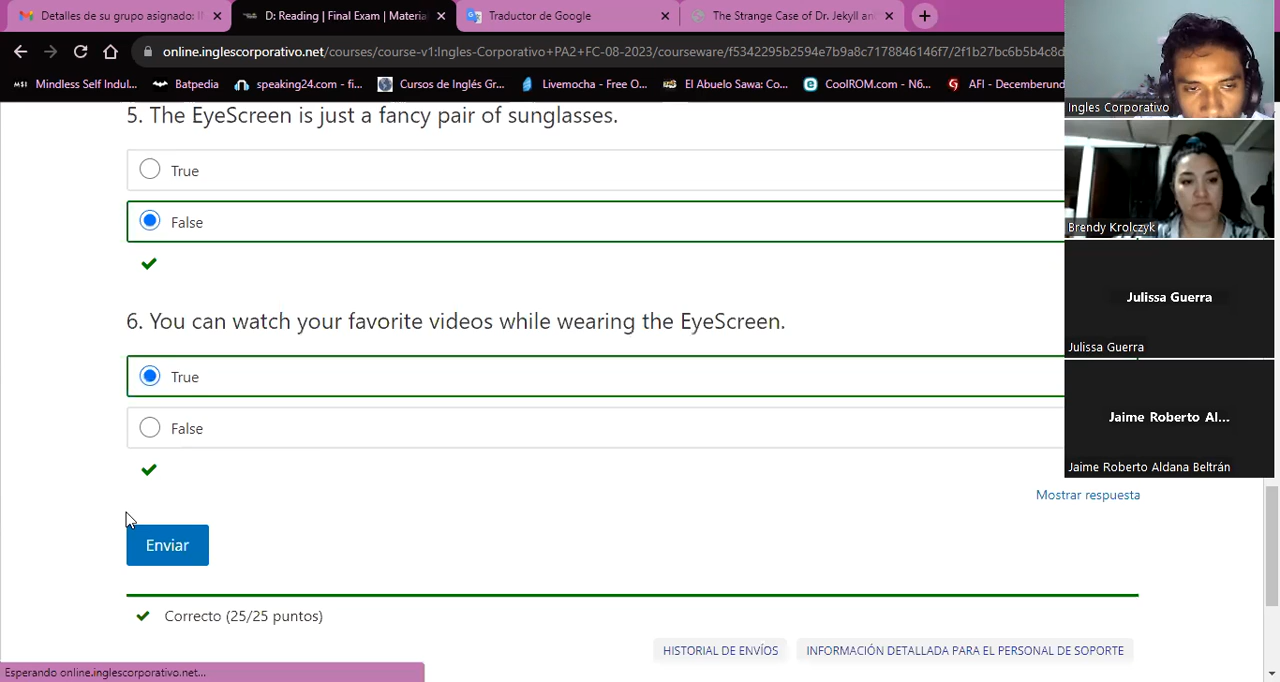 Detalles de su grupo asignado: I
D: Reading | Final Exam | Materia
Traductor de Google
The Strange Case of Dr. Jekyll an
online.inglescorporativo.net/courses/course-v1:Ingles-Corporativo+PA2+FC-08-2023/courseware/f5342295b2594e7b9a8c7178846146f7/2f1b27bc6b5b4c8d
Mindless Self Indul...
Batpedia
speaking24.com - fi...
Cursos de Inglés Gr...
Livemocha - Free O...
El Abuelo Sawa: Co...
CoolROM.com - N6...
AFI - Decemberund
Ingles Corporativo
Brendy Krolczyk
Julissa Guerra
Julissa Guerra
Jaime Roberto Al...
Jaime Roberto Aldana Beltrán
5. The EyeScreen is just a fancy pair of sunglasses.
True
False
6. You can watch your favorite videos while wearing the EyeScreen.
True
False
Mostrar respuesta
Enviar
Correcto (25/25 puntos)
HISTORIAL DE ENVÍOS
INFORMACIÓN DETALLADA PARA EL PERSONAL DE SOPORTE
Esperando online.inglescorporativo.net...